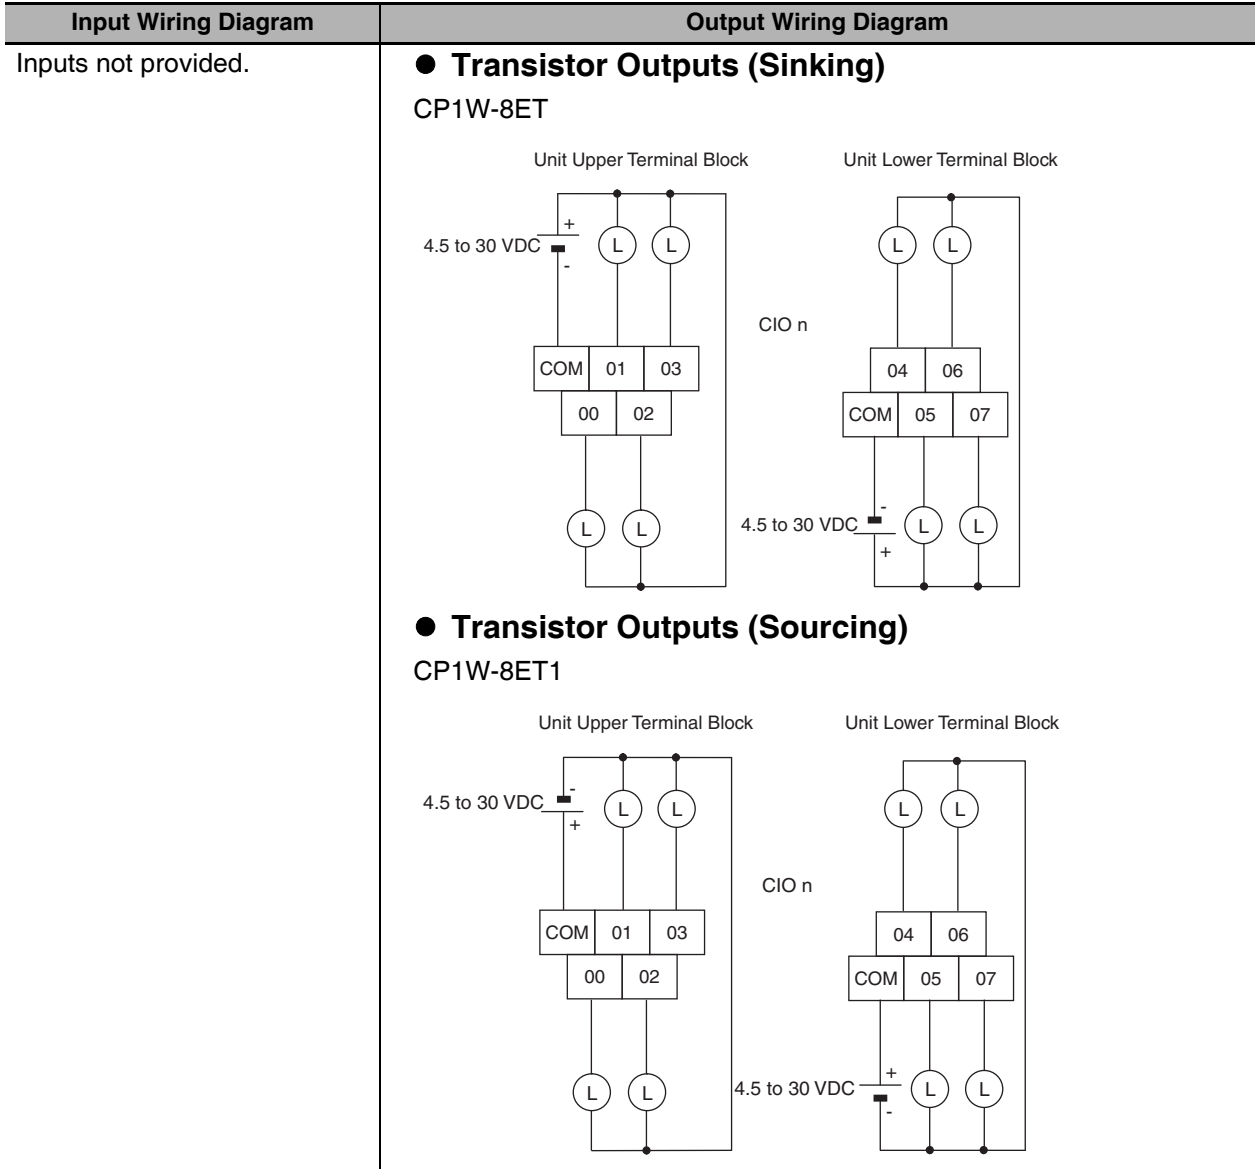 Input Wiring Diagram
Output Wiring Diagram
Inputs not provided.
● Transistor Outputs (Sinking)
CP1W-8ET
Unit Upper Terminal Block
Unit Lower Terminal Block
+
4.5 to 30 VDC
-
L
L
L
L
CIO n
COM 01 03
00 02
04 06
COM 05 07
L
L
4.5 to 30 VDC
-
+
L
L
● Transistor Outputs (Sourcing)
CP1W-8ET1
Unit Upper Terminal Block
Unit Lower Terminal Block
4.5 to 30 VDC
-
+
L
L
L
L
CIO n
COM 01 03
00 02
04 06
COM 05 07
L
L
4.5 to 30 VDC
+
-
L
L